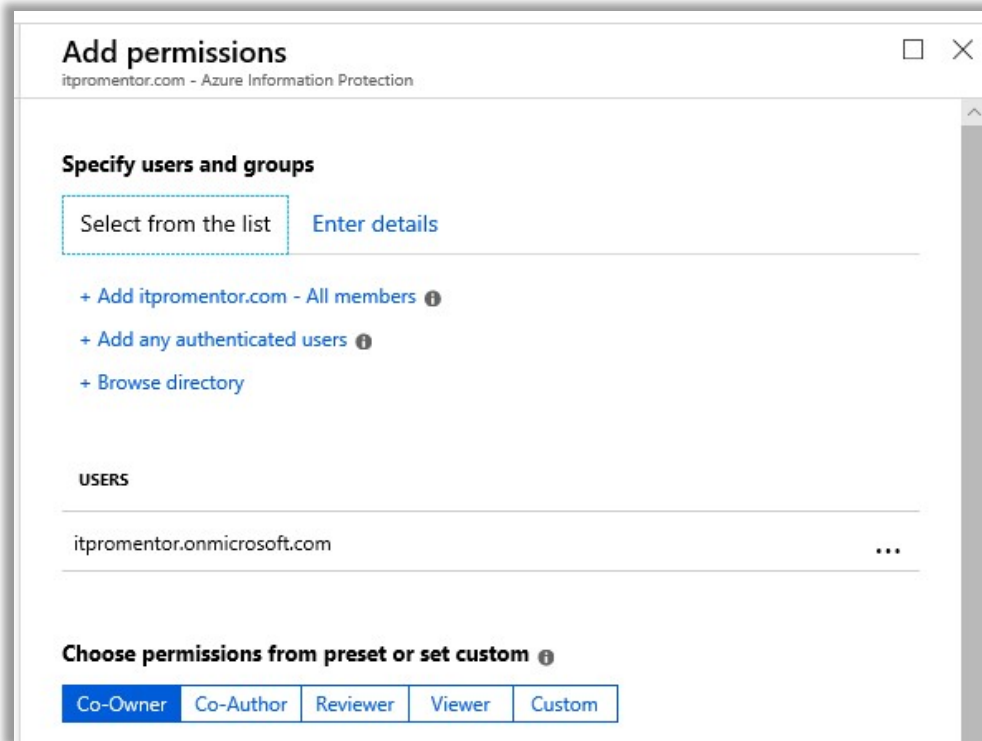 Add permissions
itpromentor.com - Azure Information Protection
Specify users and groups
Select from the list Enter details
+ Add itpromentor.com - All members
+ Add any authenticated users
+ Browse directory
USERS
itpromentor.onmicrosoft.com
Choose permissions from preset or set custom
Co-Owner Co-Author Reviewer Viewer Custom